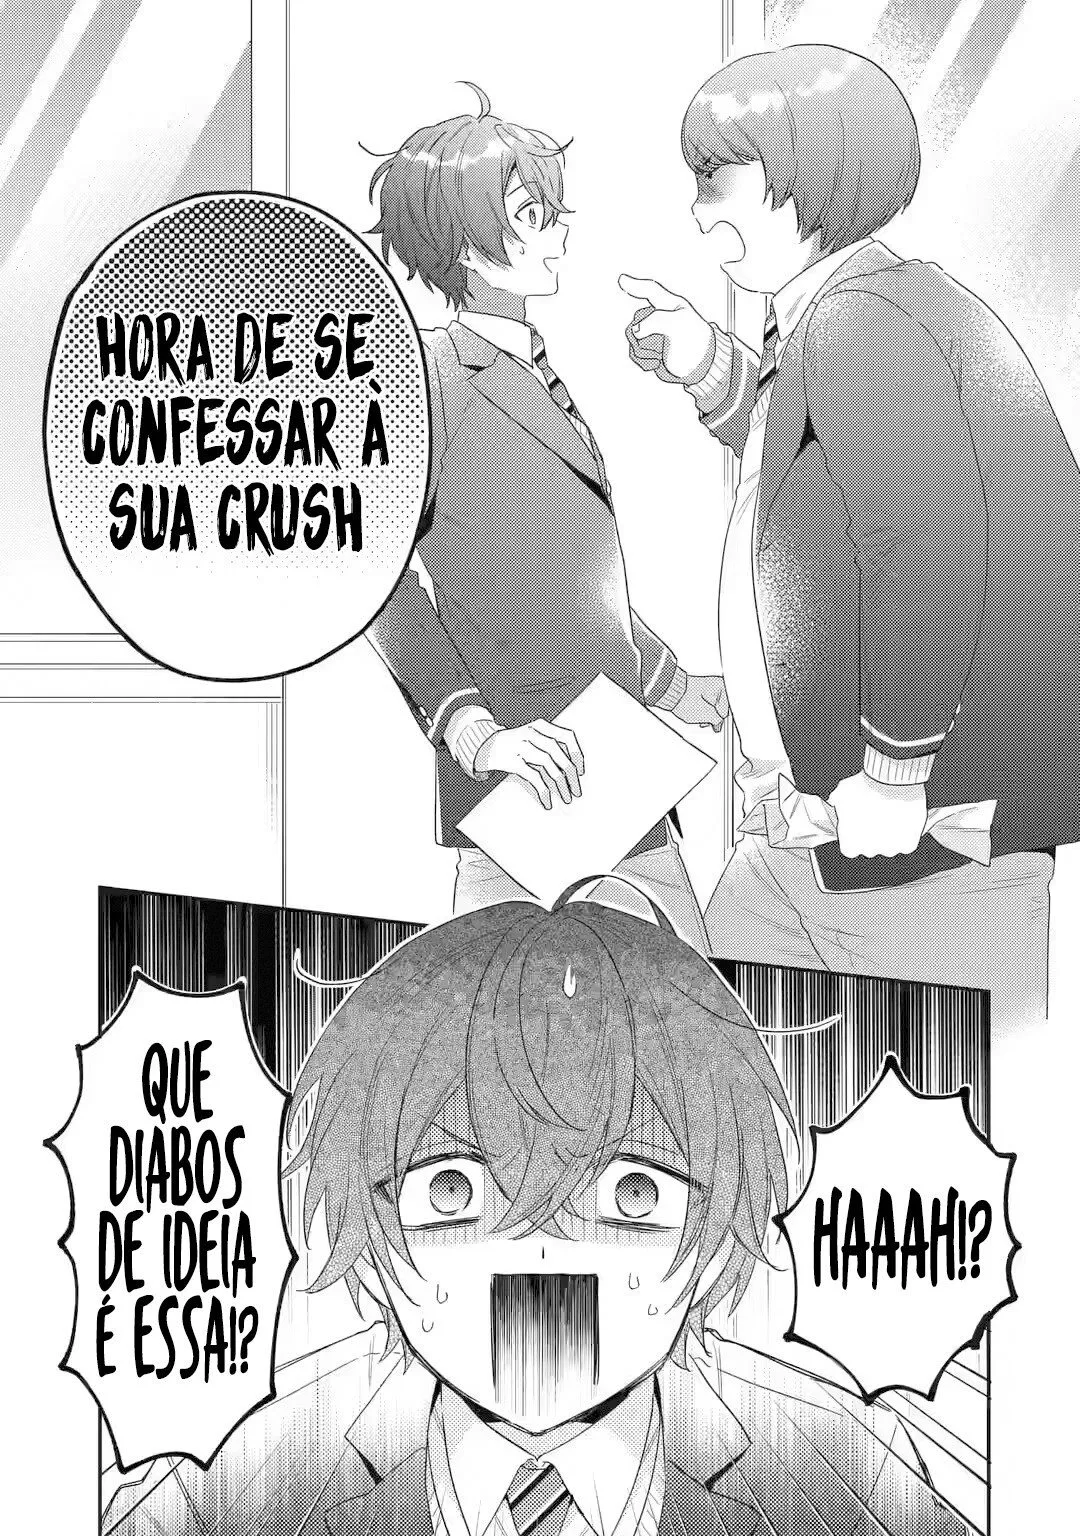 HORA DE SE
CONFESSAR À
SUA CRUSH
HAAAH!?
QUE
DIABOS
DE IDEIA
É ESSA!?